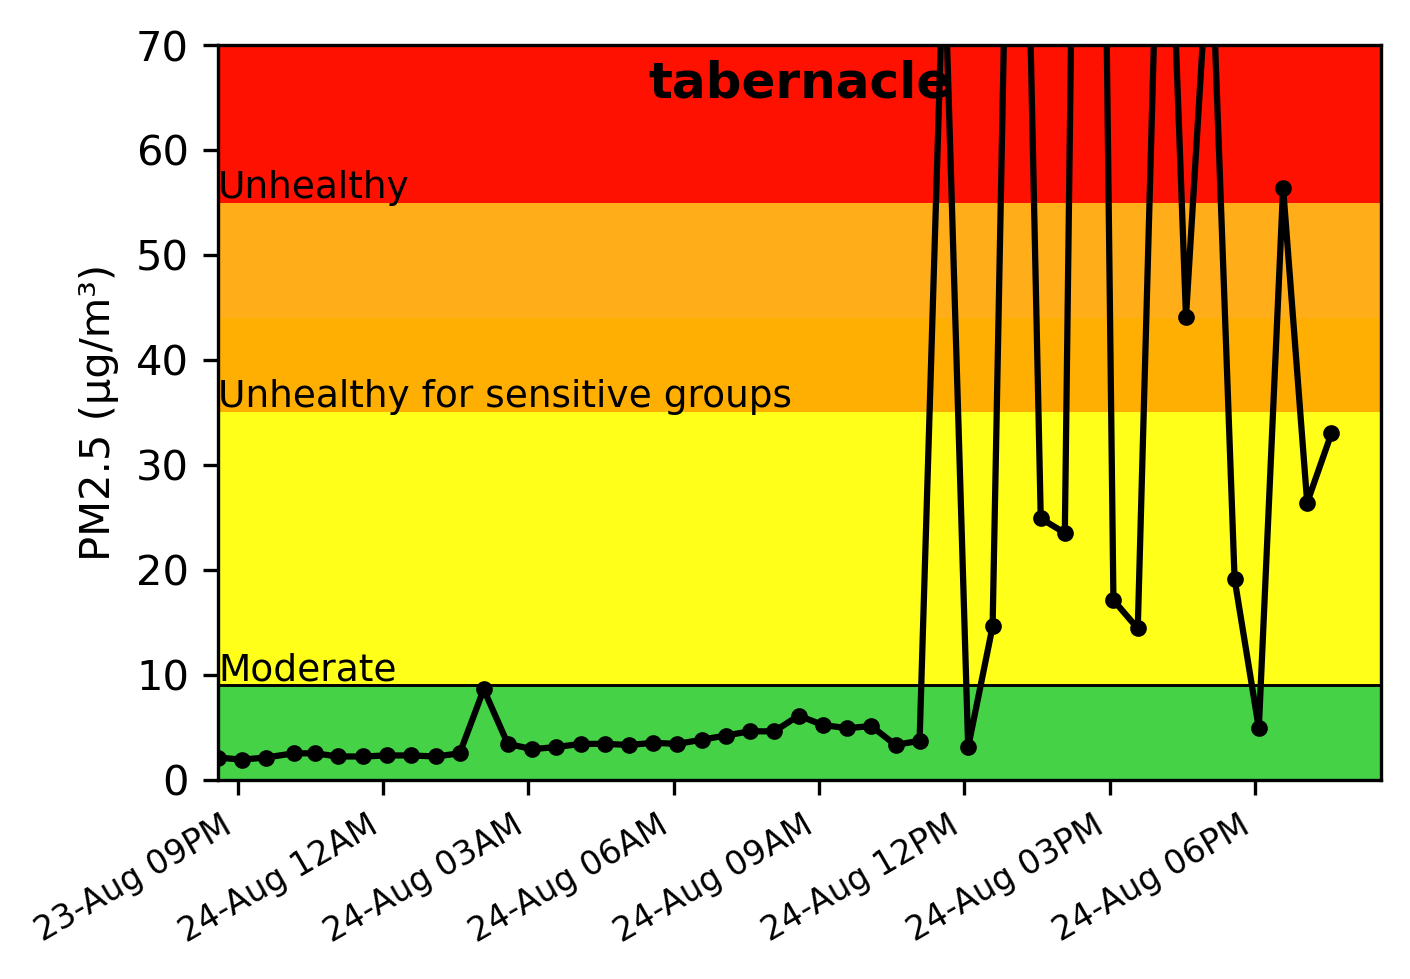 tabernacle
70
60
50
40
30
20
10
0
PM2.5 (µg/m³)
Unhealthy
Unhealthy for sensitive groups
Moderate
23-Aug 09PM
24-Aug 12AM
24-Aug 03AM
24-Aug 06AM
24-Aug 09AM
24-Aug 12PM
24-Aug 03PM
24-Aug 06PM